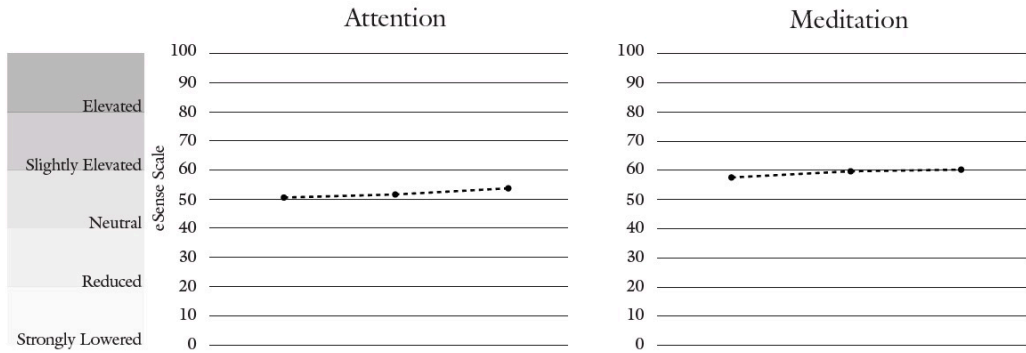 Attention
Meditation
Elevated
Slightly Elevated
Neutral
Reduced
Strongly Lowered
eSense Scale
100
90
80
70
60
50
40
30
20
10
0
100
90
80
70
60
50
40
30
20
10
0